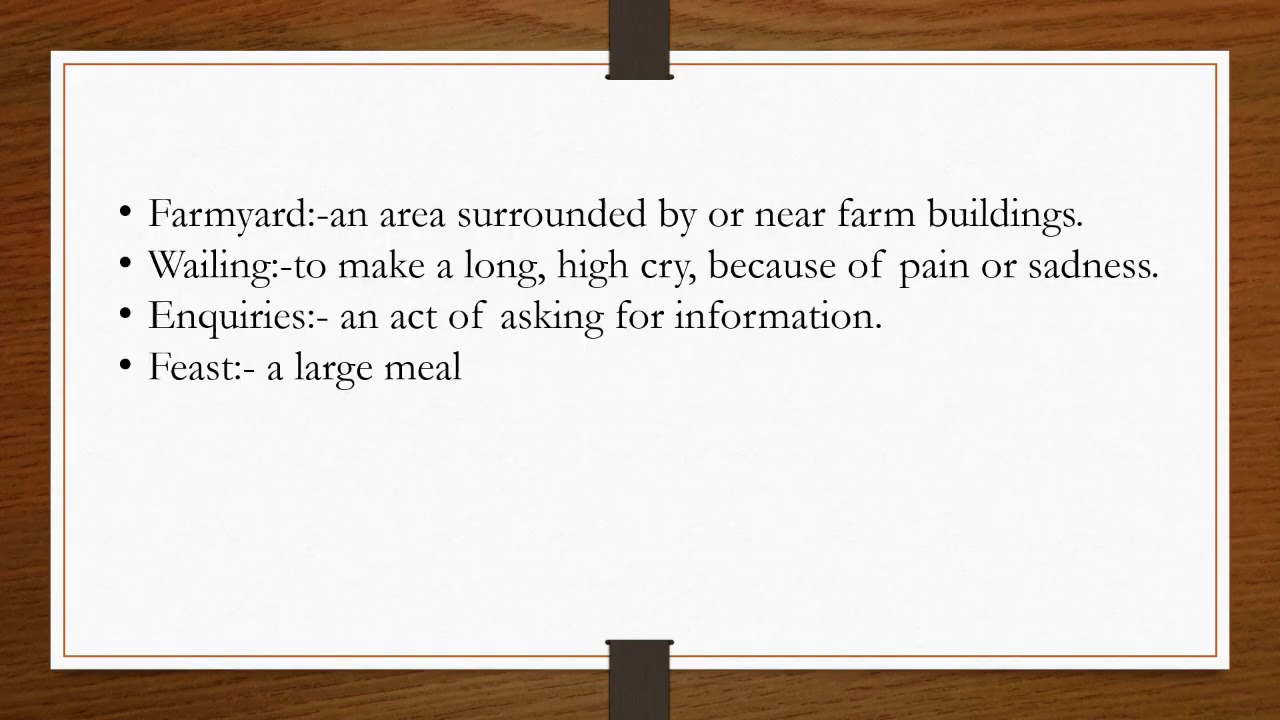 • Farmyard:-an area surrounded by or near farm buildings.
• Wailing:-to make a long, high cry, because of pain or sadness.
• Enquiries:- an act of asking for information.
• Feast:- a large meal